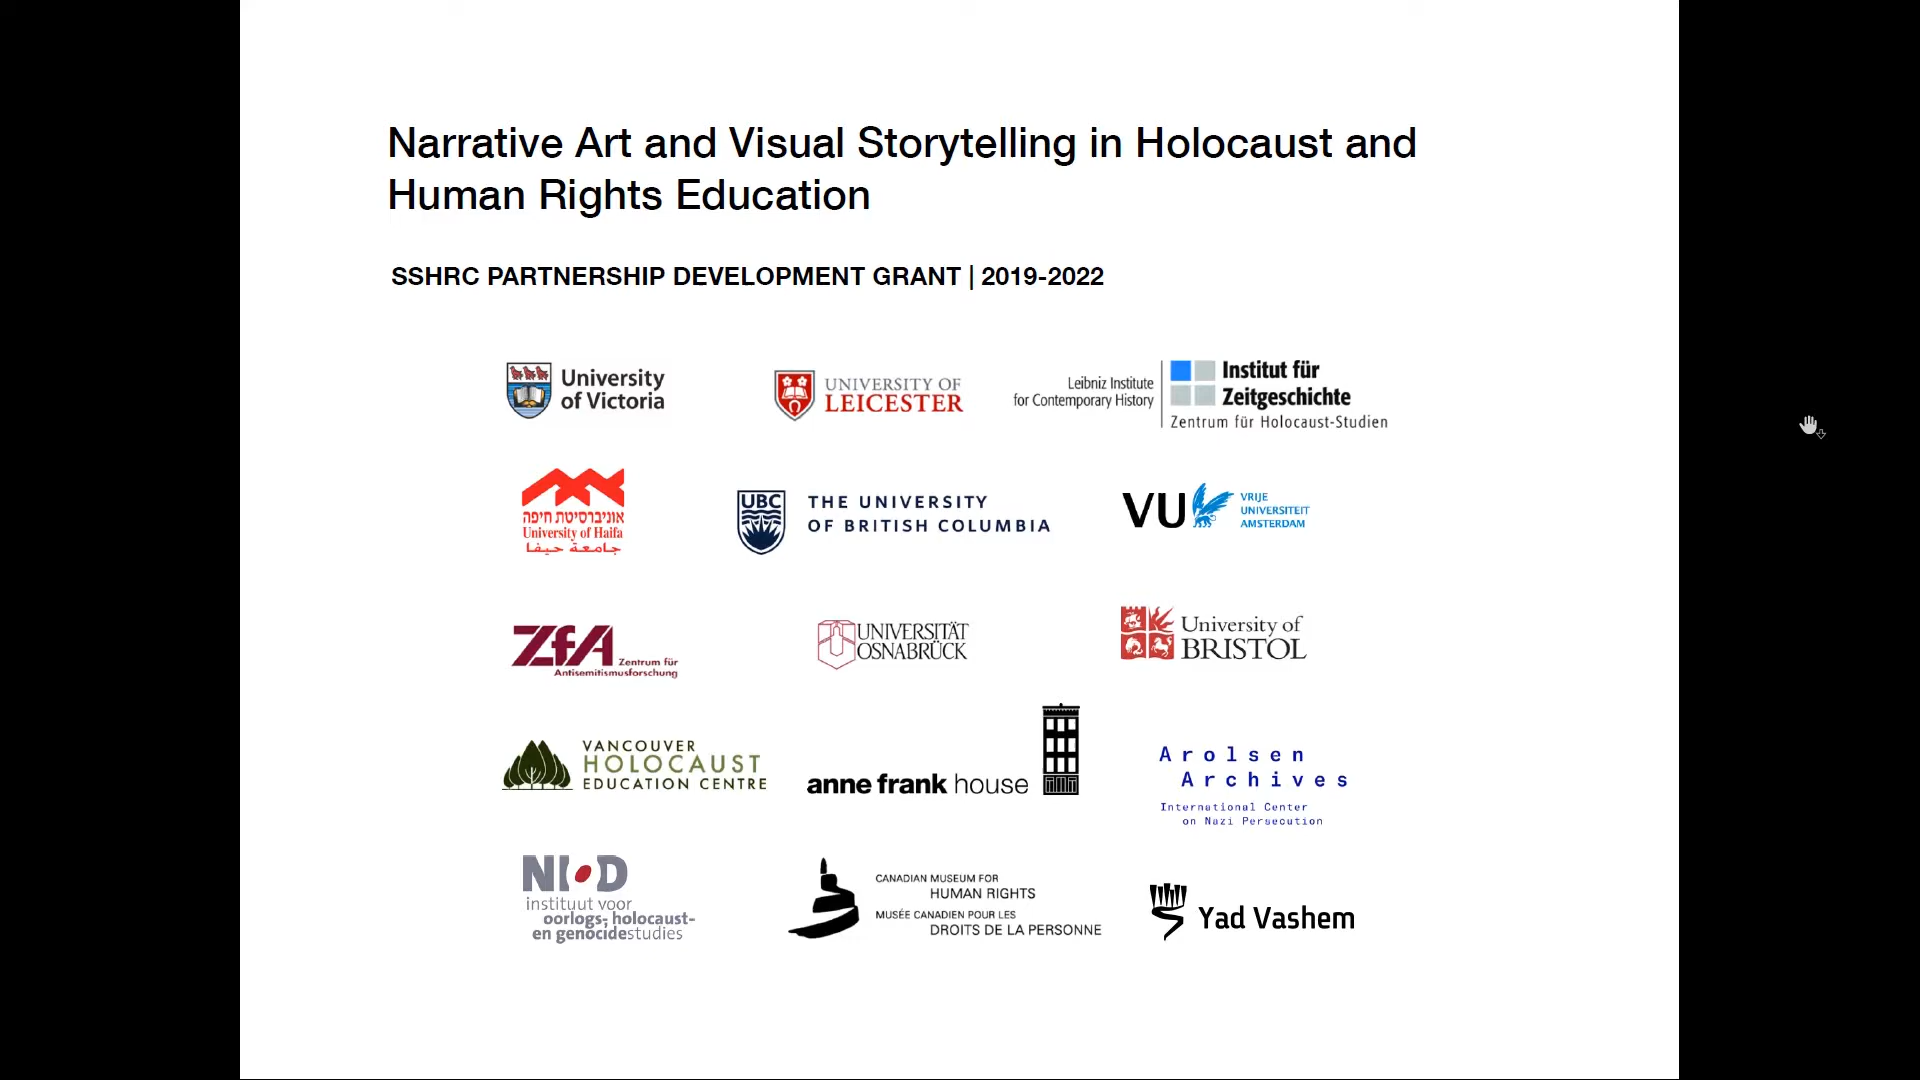 Narrative Art and Visual Storytelling in Holocaust and
Human Rights Education
SSHRC PARTNERSHIP DEVELOPMENT GRANT | 2019-2022
University
of Victoria
UNIVERSITY OF
LEICESTER
Leibniz Institute
for Contemporary History
Institut für
Zeitgeschichte
Zentrum für Holocaust-Studien
אוניברסיטת חיפה
University of Haifa
جامعة حيفا
UBC
THE UNIVERSITY
OF BRITISH COLUMBIA
VU
VRIJE
UNIVERSITEIT
AMSTERDAM
ZfA
Zentrum für
Antisemitismusforschung
UNIVERSITÄT
OSNABRÜCK
University of
BRISTOL
VANCOUVER
HOLOCAUST
EDUCATION CENTRE
anne frank house
Arolsen
Archives
International Center
on Nazi Persecution
NIOD
instituut voor
oorlogs-, holocaust-
en genocidestudies
CANADIAN MUSEUM FOR
HUMAN RIGHTS
MUSÉE CANADIEN POUR LES
DROITS DE LA PERSONNE
Yad Vashem